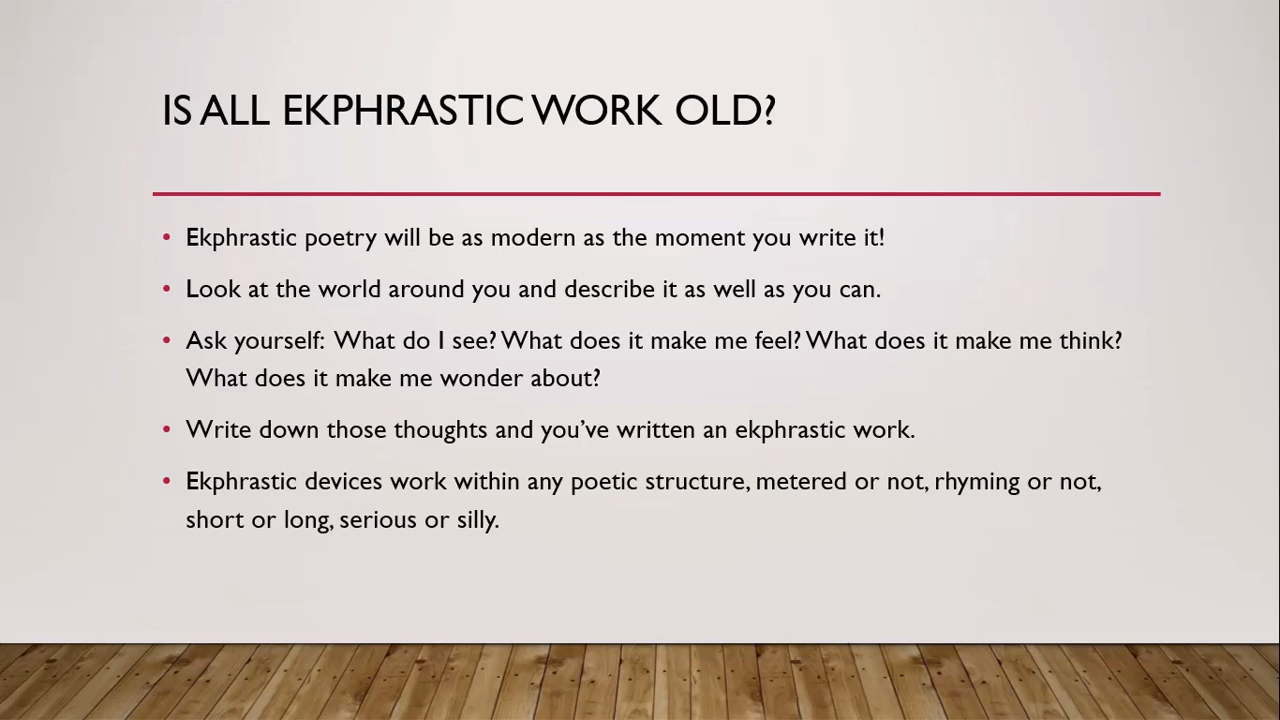 IS ALL EKPHRASTIC WORK OLD?
• Ekphrastic poetry will be as modern as the moment you write it!
• Look at the world around you and describe it as well as you can.
• Ask yourself: What do I see? What does it make me feel? What does it make me think?
What does it make me wonder about?
• Write down those thoughts and you’ve written an ekphrastic work.
• Ekphrastic devices work within any poetic structure, metered or not, rhyming or not,
short or long, serious or silly.